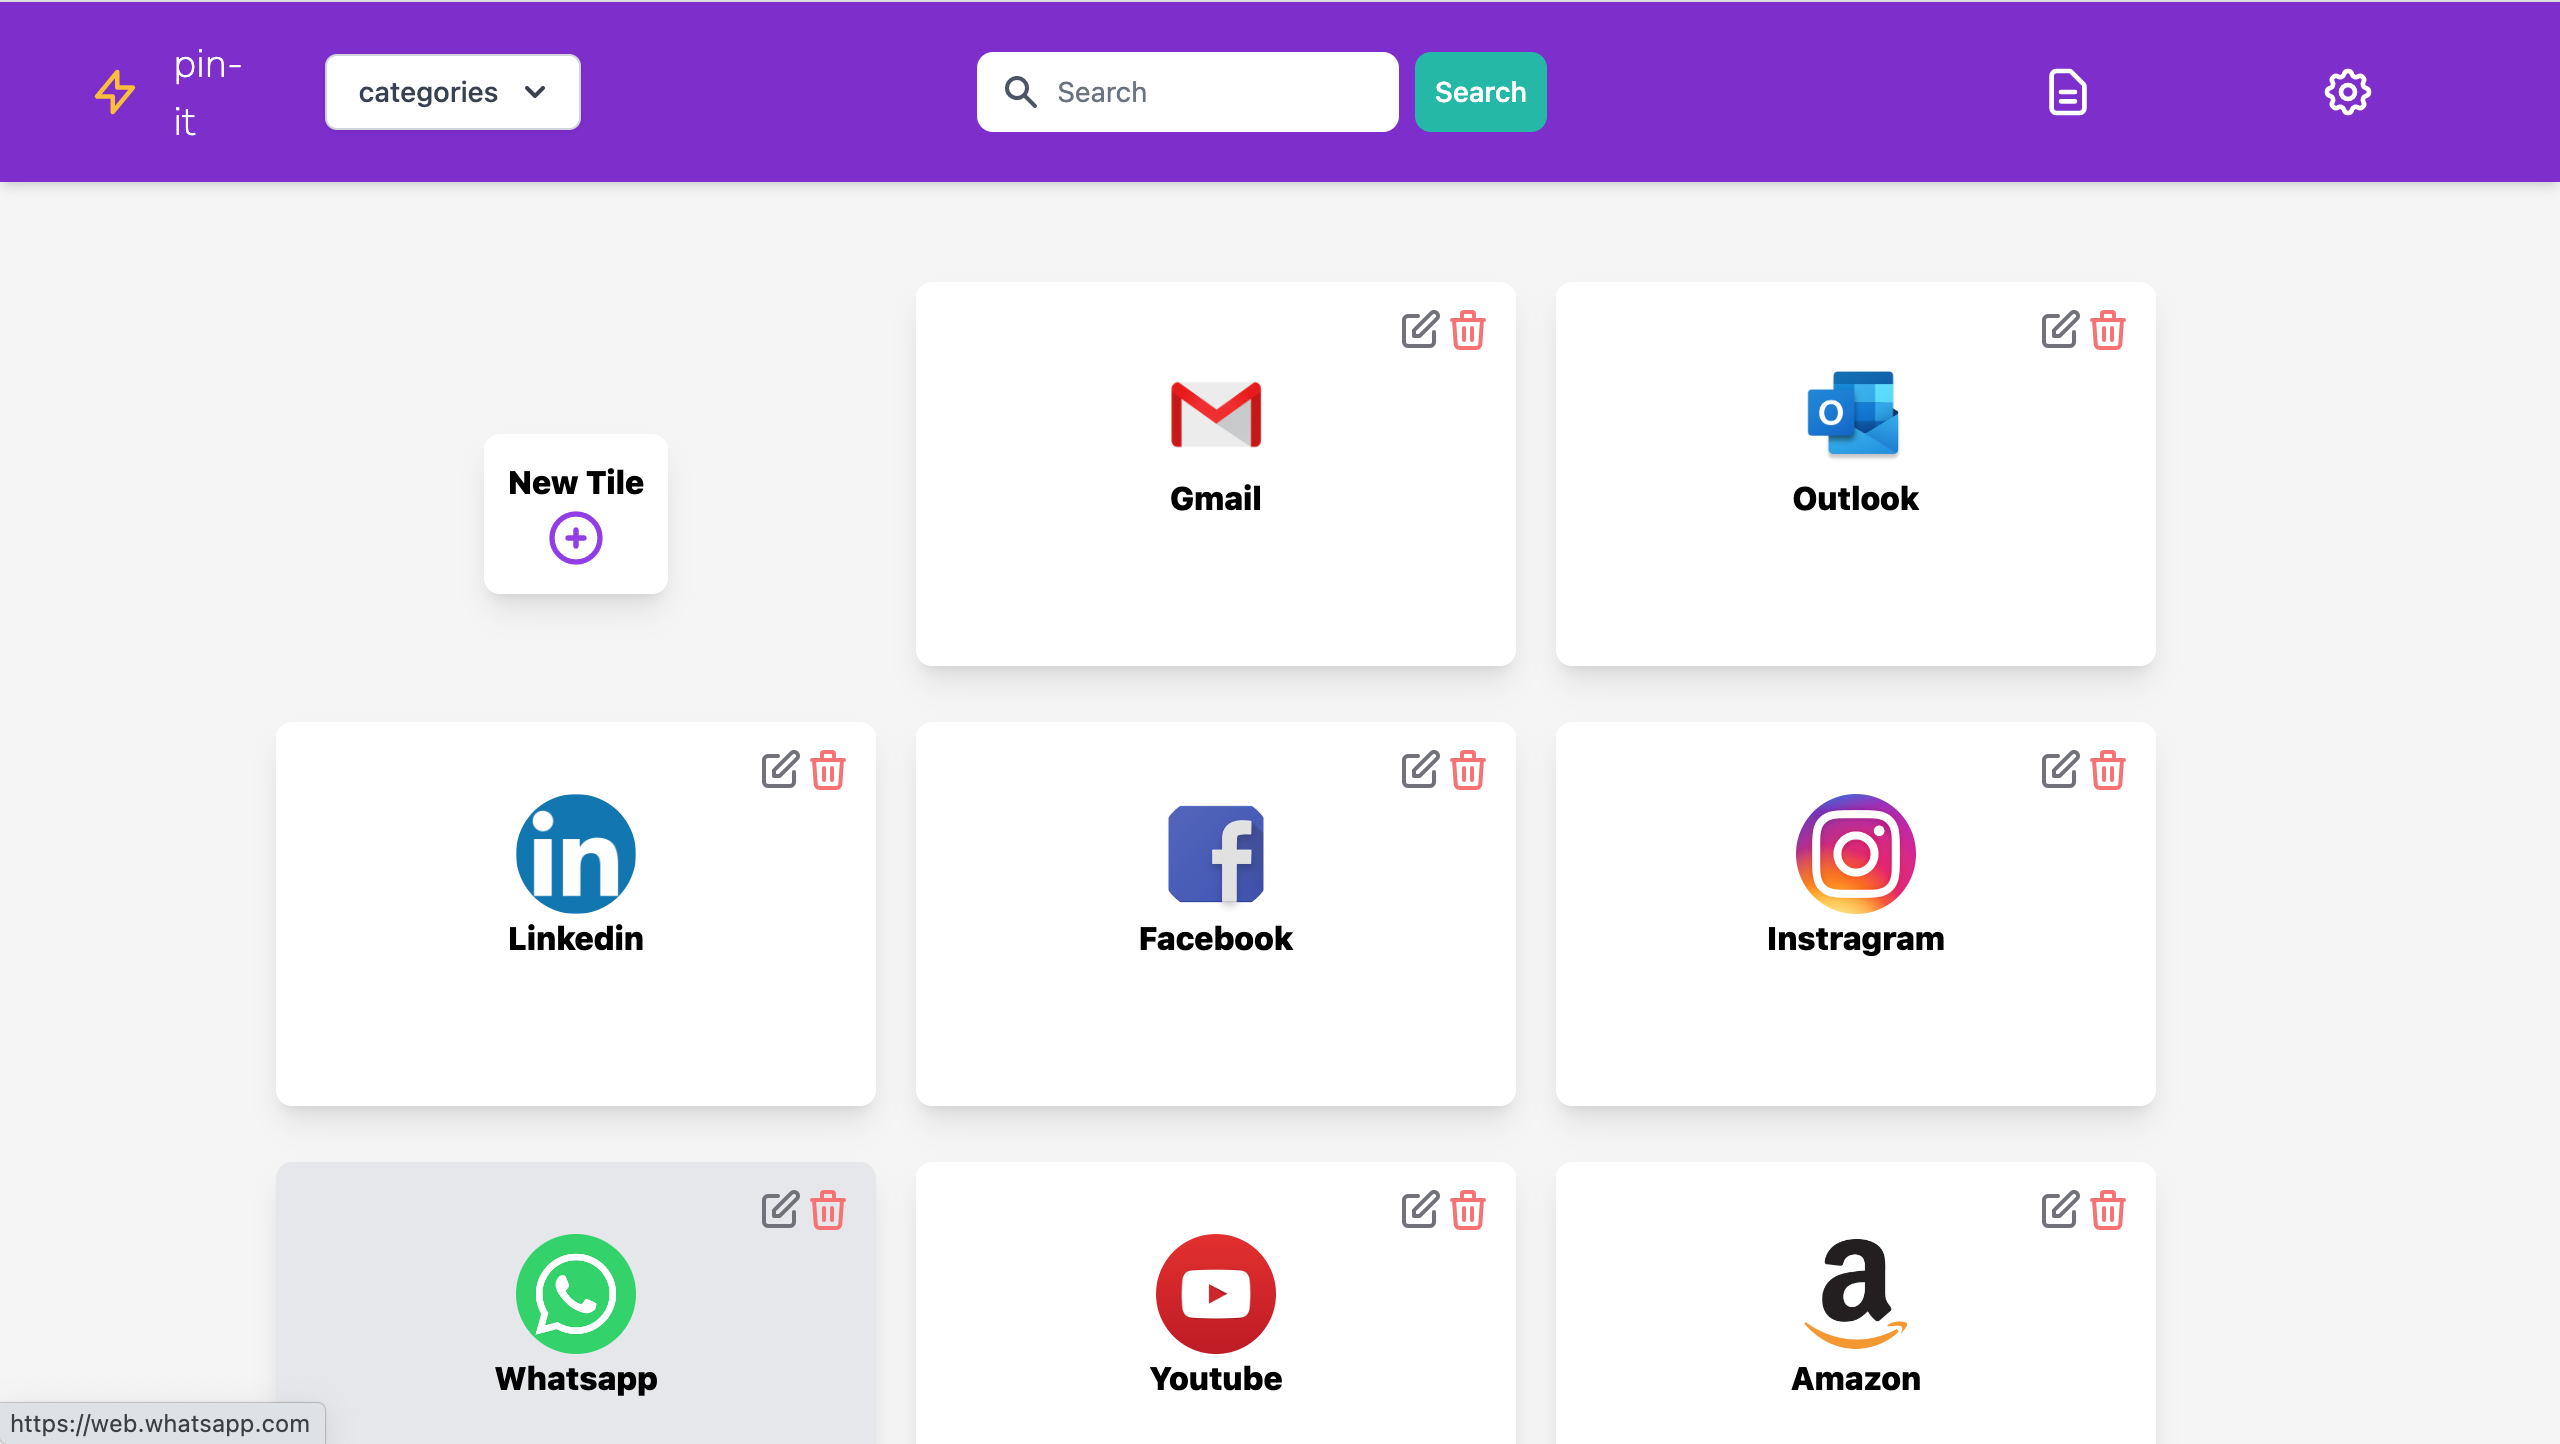 pin-
it
categories
Search
Search
New Tile
Gmail
Outlook
Linkedin
Facebook
Instragram
Whatsapp
Youtube
Amazon
https://web.whatsapp.com